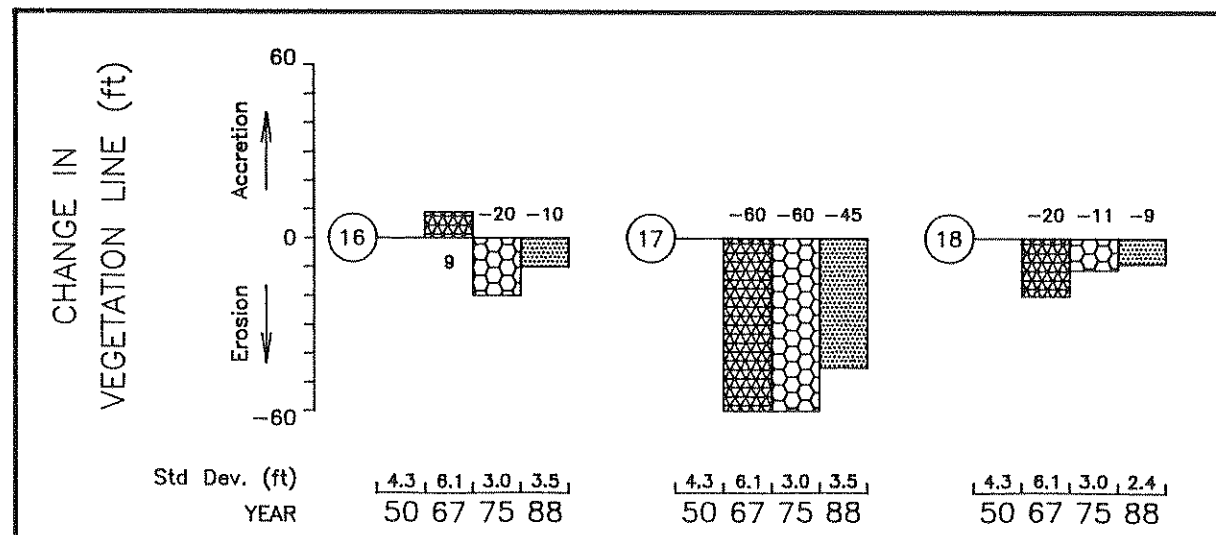 CHANGE IN
VEGETATION LINE (ft)
Accretion
Erosion
60
0
-60
16
9
-20 -10
17
-60 -60 -45
18
-20 -11 -9
Std Dev. (ft)
4.3 6.1 3.0 3.5
4.3 6.1 3.0 3.5
4.3 6.1 3.0 2.4
YEAR
50 67 75 88
50 67 75 88
50 67 75 88